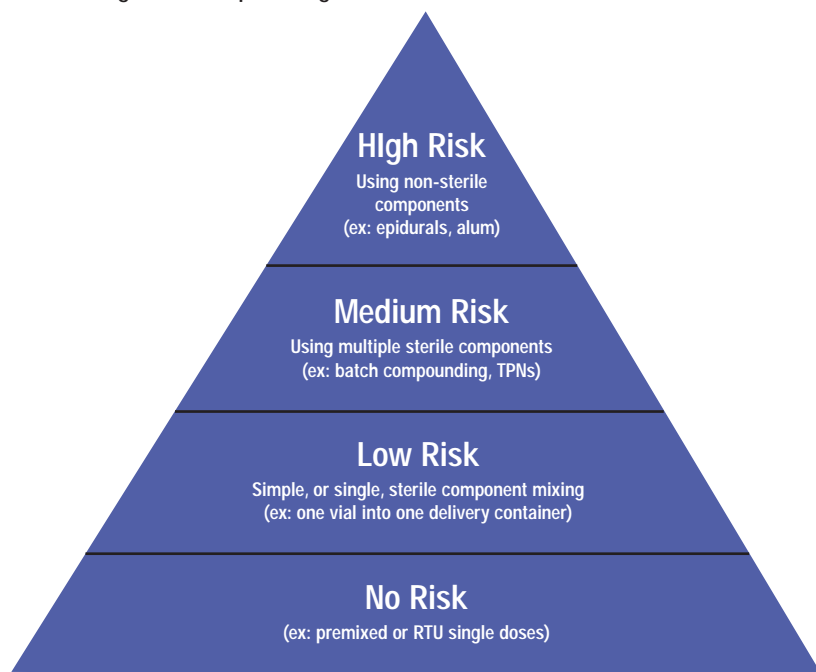 HIgh Risk
Using non-sterile
components
(ex: epidurals, alum)
Medium Risk
Using multiple sterile components
(ex: batch compounding, TPNs)
Low Risk
Simple, or single, sterile component mixing
(ex: one vial into one delivery container)
No Risk
(ex: premixed or RTU single doses)